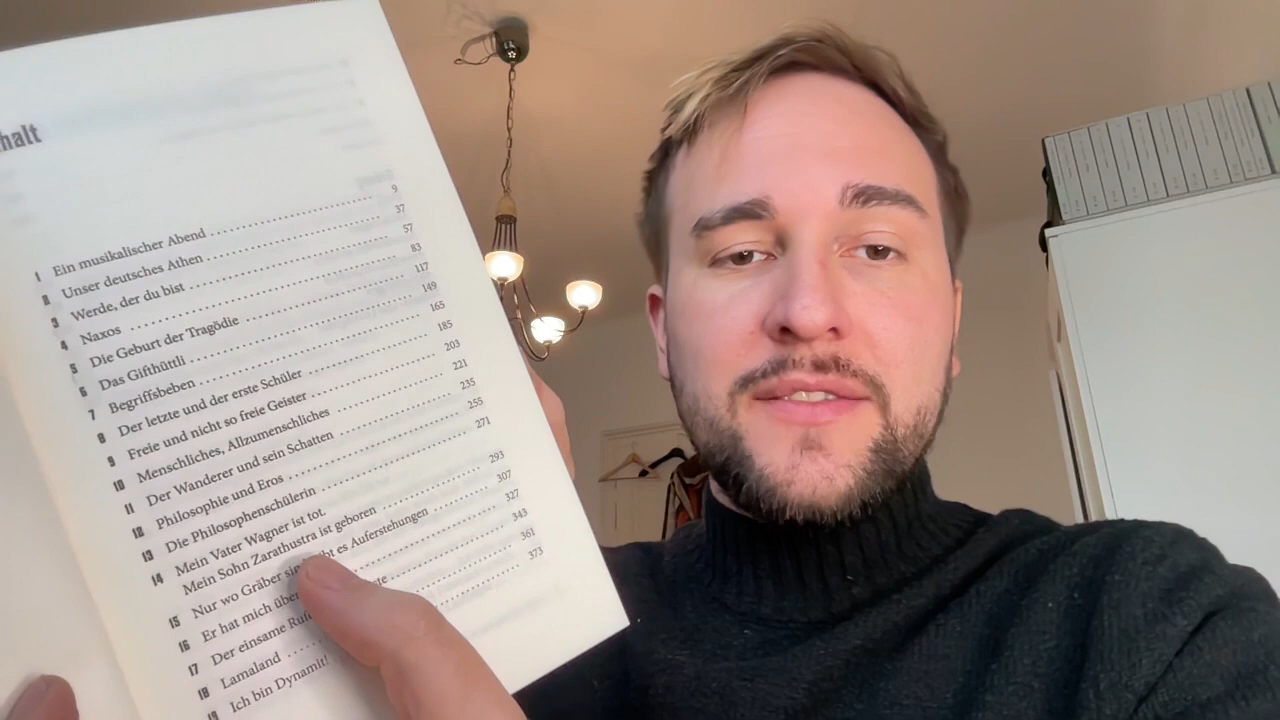 halt
1 Ein musikalischer Abend 9
2 Unser deutsches Athen 37
3 Werde, der du bist 57
4 Naxos 83
5 Die Geburt der Tragödie 117
6 Das Gifthüttli 149
7 Begriffsbeben 165
8 Der letzte und der erste Schüler 185
9 Freie und nicht so freie Geister 203
10 Menschliches, Allzumenschliches 221
11 Der Wanderer und sein Schatten 235
12 Philosophie und Eros 255
13 Die Philosophenschülerin 271
14 Mein Vater Wagner ist tot.
Mein Sohn Zarathustra ist geboren 293
15 Nur wo Gräber es Auferstehungen 307
16 Er hat mich 327
17 Der einsame 343
18 Lamaland 361
19 Ich bin Dynamit! 373